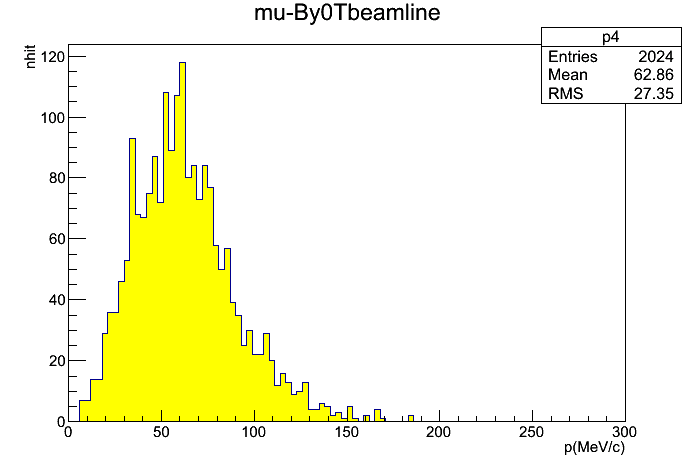 mu-By0Tbeamline
p4
Entries 2024
Mean 62.86
RMS 27.35
nhit
120
100
80
60
40
20
0
0 50 100 150 200 250 300
p(MeV/c)